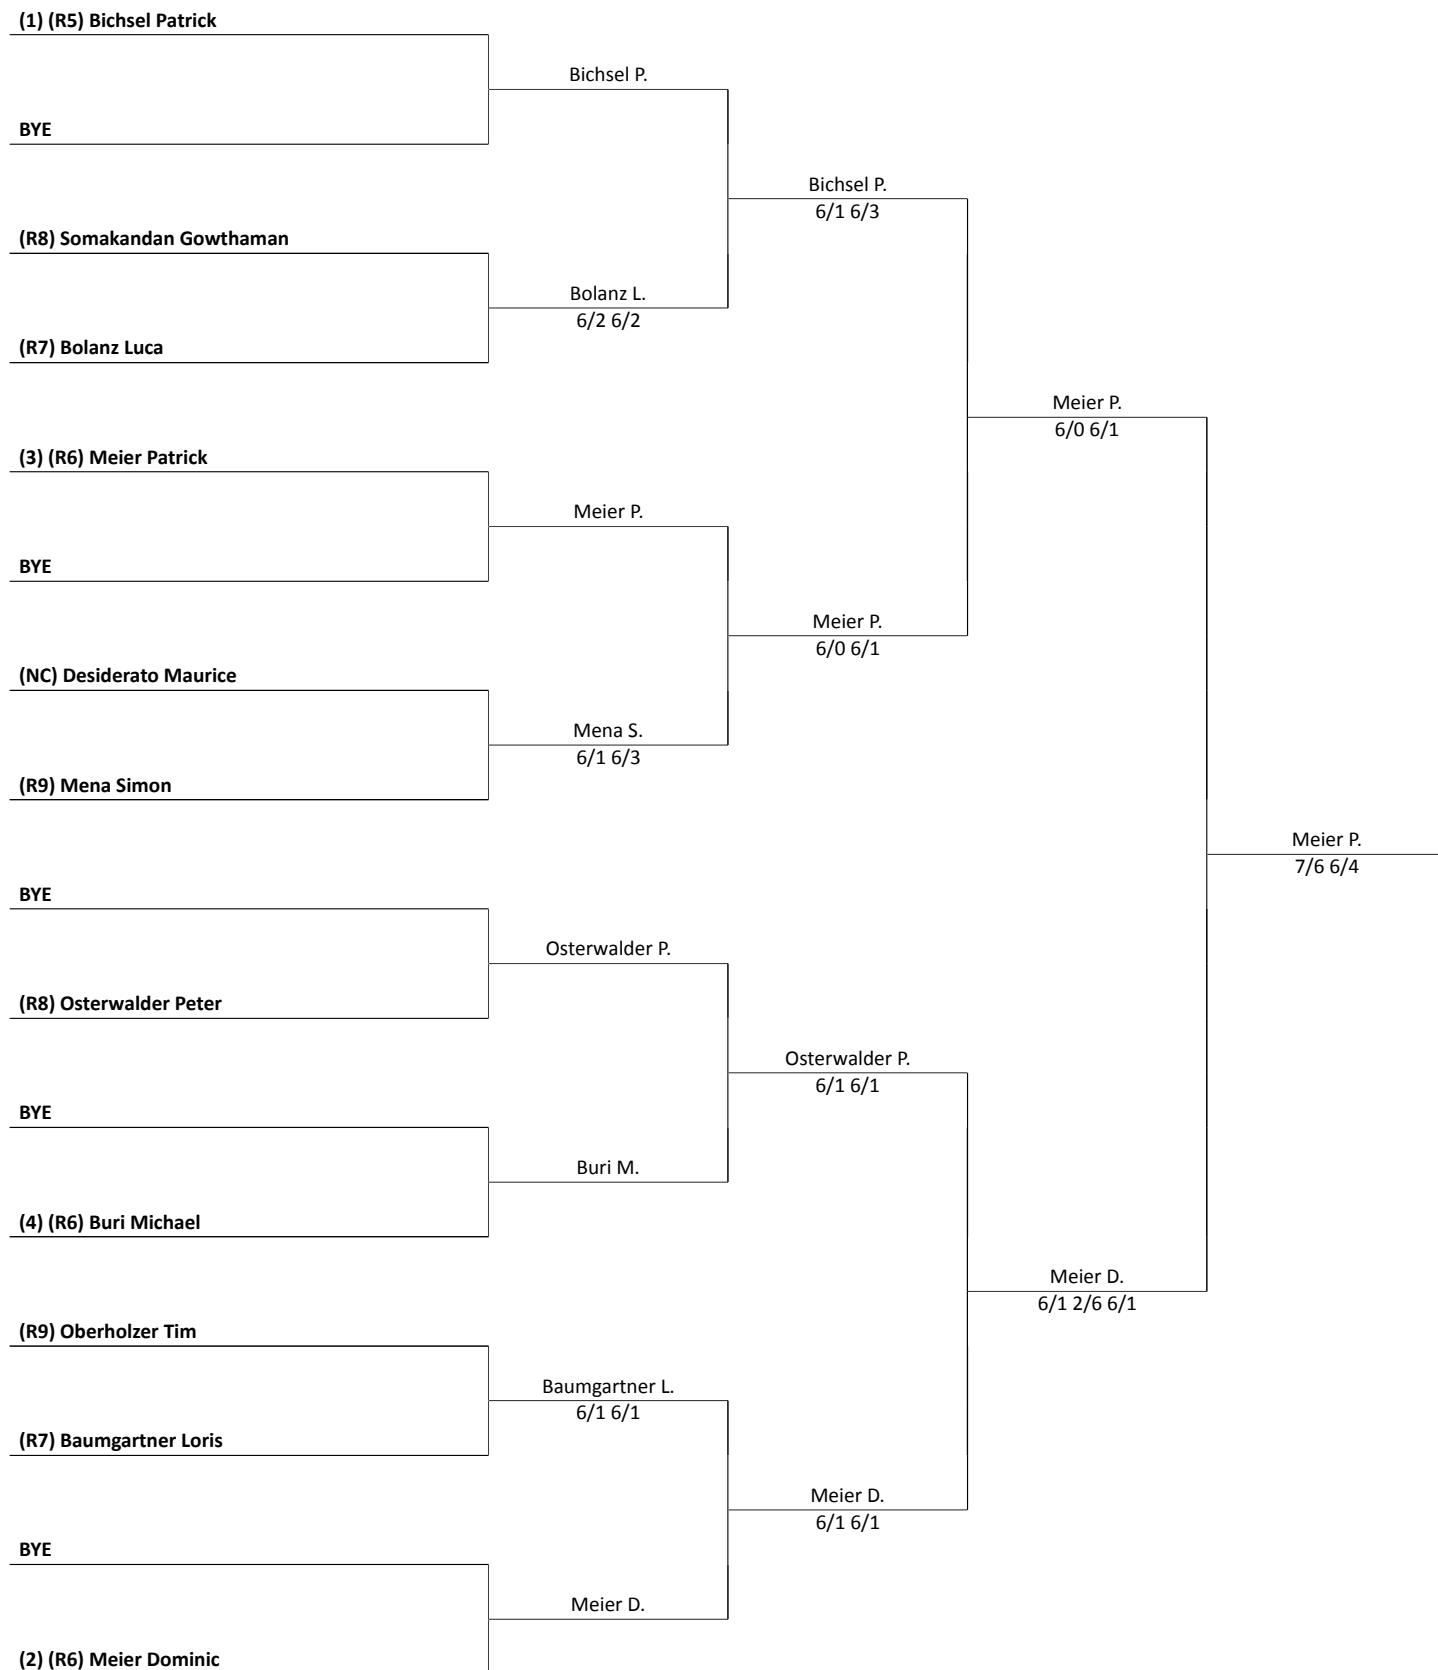 (1) (R5) Bichsel Patrick
Bichsel P.
BYE
Bichsel P.
6/1 6/3
(R8) Somakandan Gowthaman
Bolanz L.
6/2 6/2
(R7) Bolanz Luca
Meier P.
6/0 6/1
(3) (R6) Meier Patrick
Meier P.
BYE
Meier P.
6/0 6/1
(NC) Desiderato Maurice
Mena S.
6/1 6/3
(R9) Mena Simon
Meier P.
7/6 6/4
BYE
Osterwalder P.
(R8) Osterwalder Peter
Osterwalder P.
6/1 6/1
BYE
Buri M.
(4) (R6) Buri Michael
Meier D.
6/1 2/6 6/1
(R9) Oberholzer Tim
Baumgartner L.
6/1 6/1
(R7) Baumgartner Loris
Meier D.
6/1 6/1
BYE
Meier D.
(2) (R6) Meier Dominic